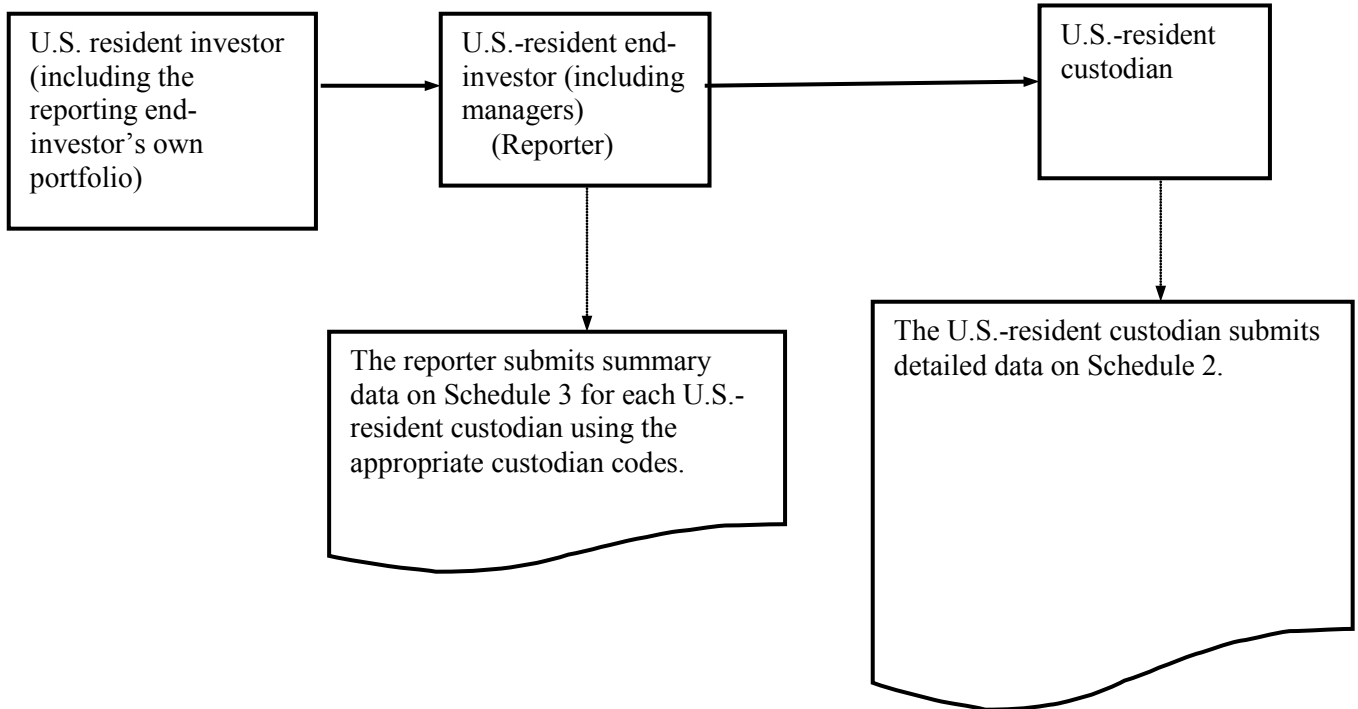 U.S. resident investor
(including the
reporting end-
investor’s own
portfolio)
U.S.-resident end-
investor (including
managers)
(Reporter)
U.S.-resident
custodian
The reporter submits summary
data on Schedule 3 for each U.S.-
resident custodian using the
appropriate custodian codes.
The U.S.-resident custodian submits
detailed data on Schedule 2.